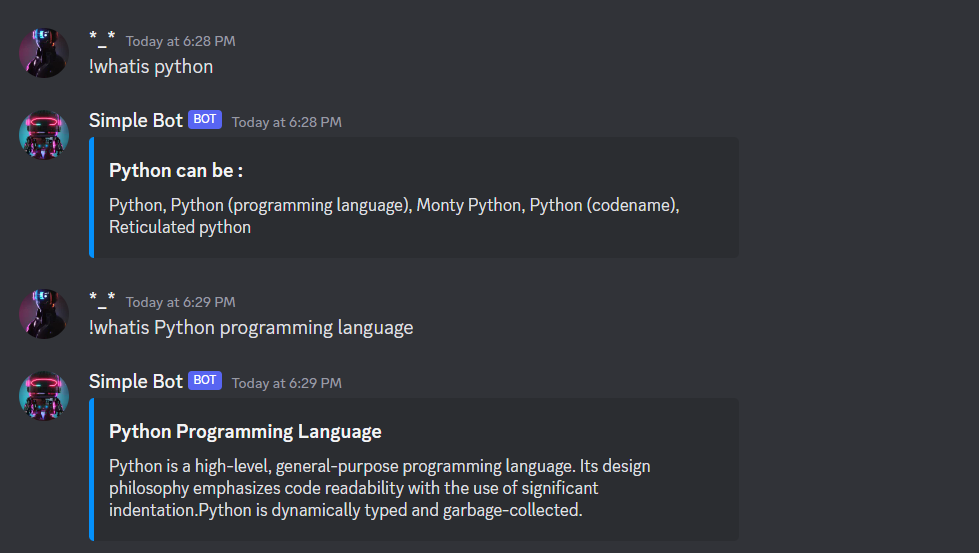 *_* Today at 6:28 PM
!whatis python
Simple Bot BOT Today at 6:28 PM
Python can be :
Python, Python (programming language), Monty Python, Python (codename),
Reticulated python
*_* Today at 6:29 PM
!whatis Python programming language
Simple Bot BOT Today at 6:29 PM
Python Programming Language
Python is a high-level, general-purpose programming language. Its design
philosophy emphasizes code readability with the use of significant
indentation.Python is dynamically typed and garbage-collected.